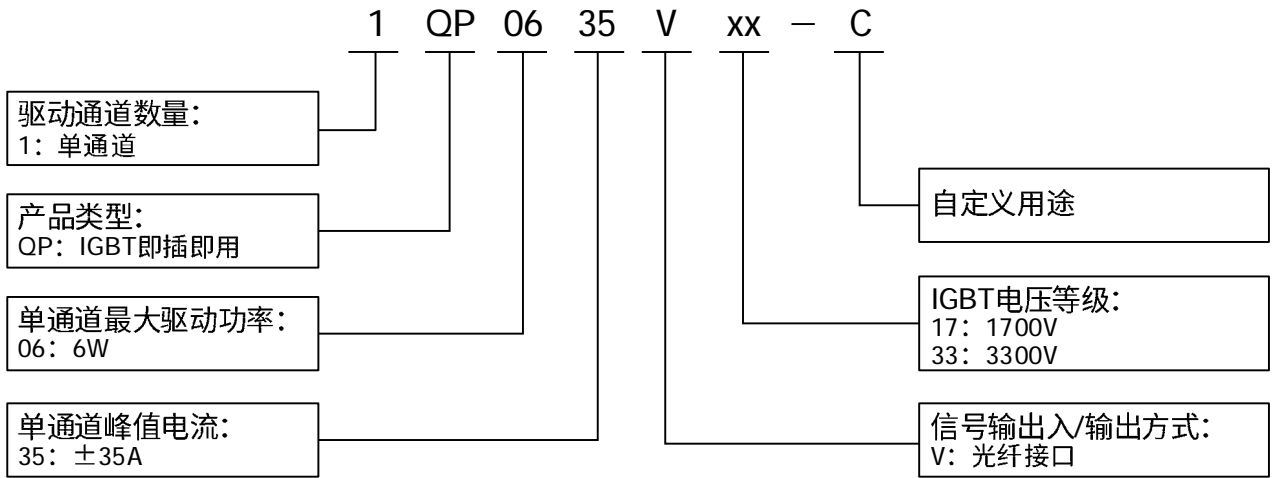 1 QP 06 35 V xx - C
驱动通道数量：
1：单通道
产品类型：
QP：IGBT即插即用
单通道最大驱动功率：
06：6W
单通道峰值电流：
35：±35A
自定义用途
IGBT电压等级：
17：1700V
33：3300V
信号输出入/输出方式：
V：光纤接口